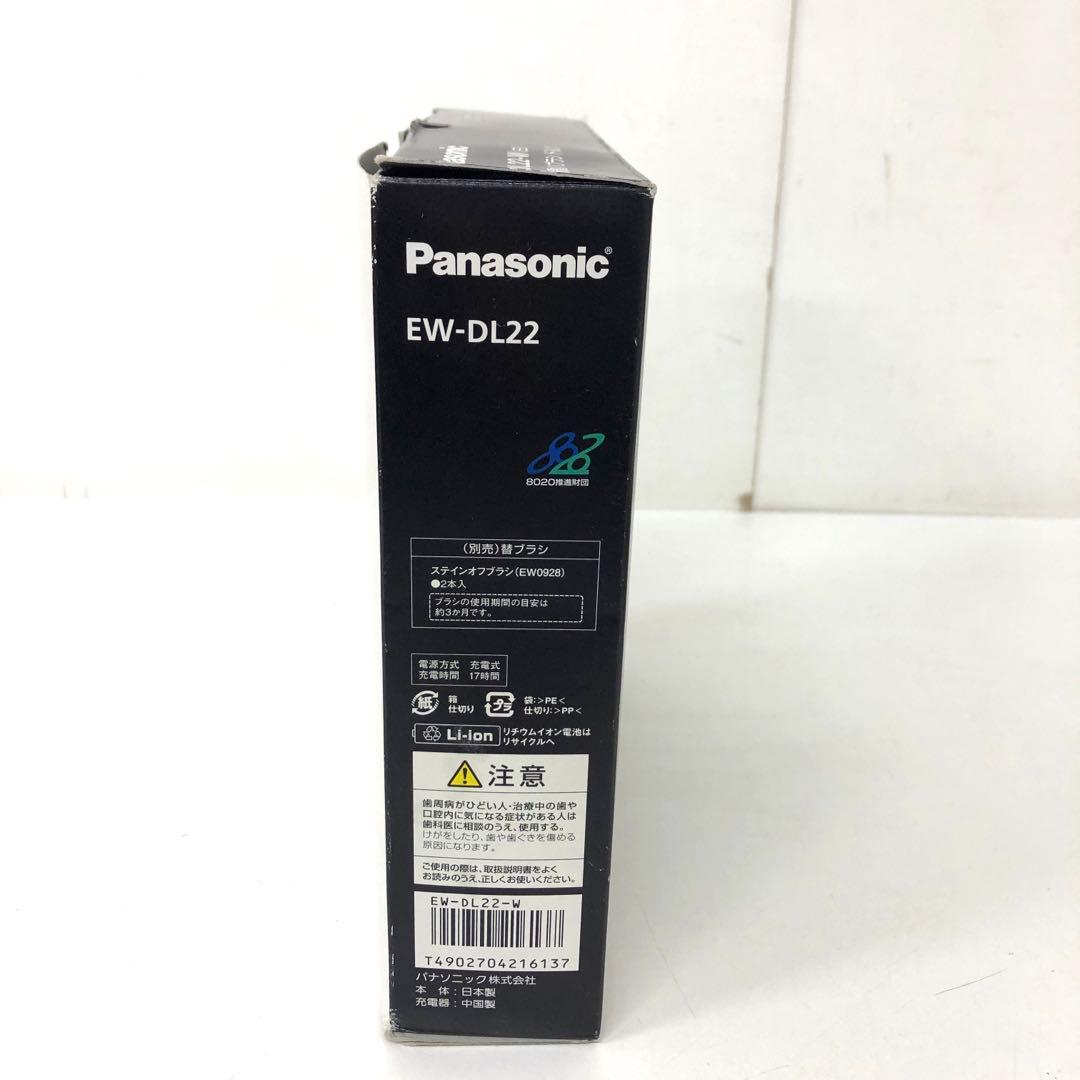 Panasonic®
EW-DL22
8020推進財団
(別売)替ブラシ
ステインオフブラシ(EW0928)
●2本入
ブラシの使用期間の目安は
約3か月です。
電源方式 充電式
充電時間 17時間
紙 箱
仕切り
プラ 袋:>PE<
仕切り:>PP<
Li-ion リチウムイオン電池は
リサイクルへ
注意
歯周病がひどい人・治療中の歯や
口腔内に気になる症状がある人は
歯科医に相談のうえ、使用する。
けがをしたり、歯や歯ぐきを傷める
原因になります。
ご使用の際は、取扱説明書をよく
お読みのうえ、正しくお使いください。
EW-DL22-W
T4902704216137
パナソニック株式会社
本 体:日本製
充電器:中国製